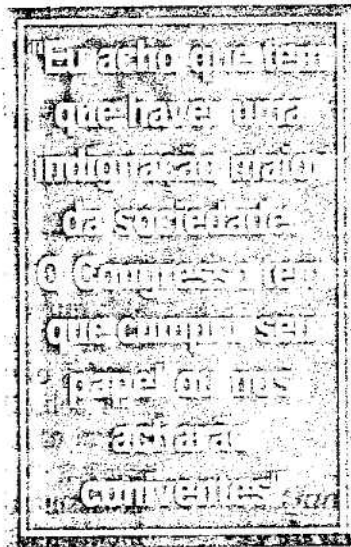 "Eu acho que tem
que haver uma
indignação maior
da sociedade.
O Congresso tem
que cumprir seu
papel ou nos
acharão
coniventes"